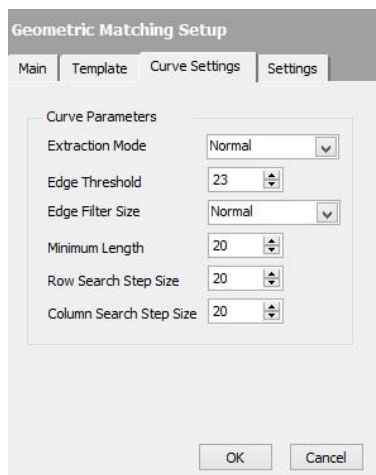 Geometric Matching Setup
Main Template Curve Settings Settings
Curve Parameters
Extraction Mode Normal
Edge Threshold 23
Edge Filter Size Normal
Minimum Length 20
Row Search Step Size 20
Column Search Step Size 20
OK Cancel